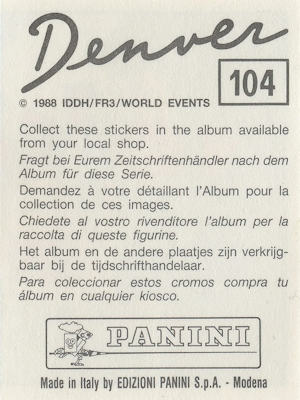 Denver
104
© 1988 IDDH/FR3/WORLD EVENTS
Collect these stickers in the album available
from your local shop.
Fragt bei Eurem Zeitschriftenhändler nach dem
Album für diese Serie.
Demandez à votre détaillant l'Album pour la
collection de ces images.
Chiedete al vostro rivenditore l'album per la
raccolta di queste figurine.
Het album en de andere plaatjes zijn verkrijg-
baar bij de tijdschrifthandelaar.
Para coleccionar estos cromos compra tu
álbum en cualquier kiosco.
PANINI
Made in Italy by EDIZIONI PANINI S.p.A. - Modena